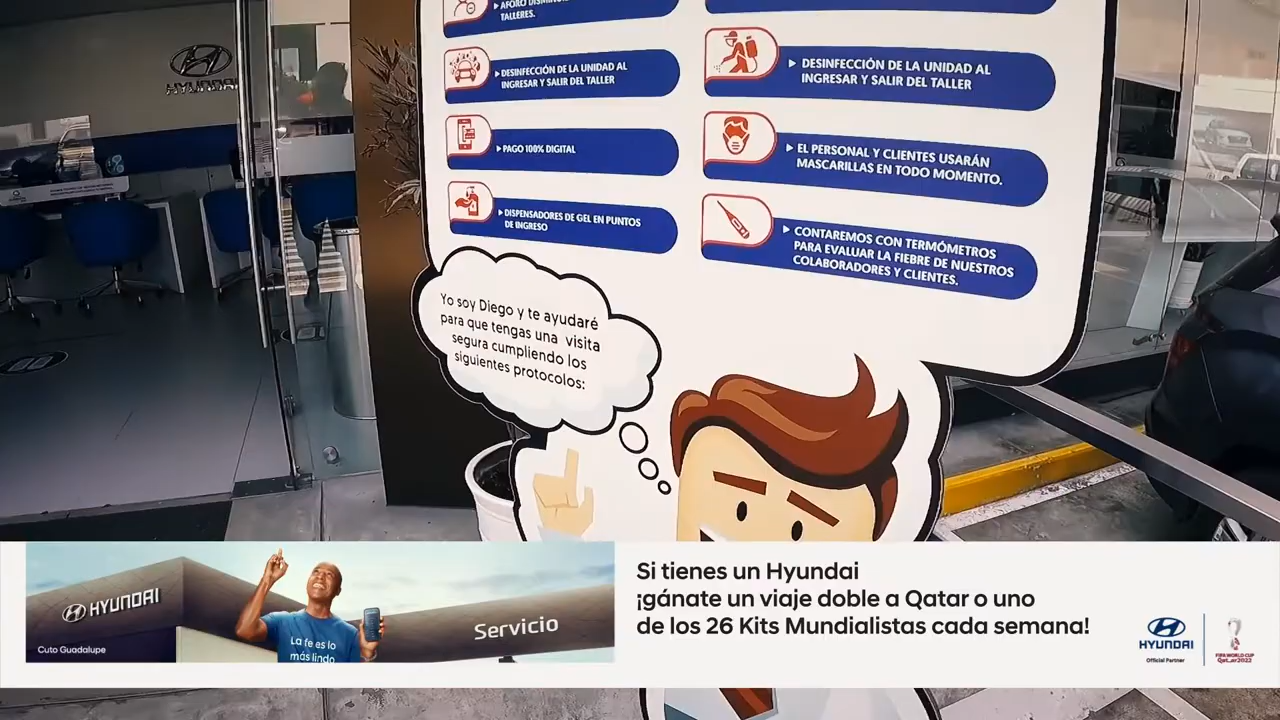 HYUNDAI
AFORO
TALLERES.
▸ DESINFECCIÓN DE LA UNIDAD AL
INGRESAR Y SALIR DEL TALLER
▸ PAGO 100% DIGITAL
▸ DISPENSADORES DE GEL EN PUNTOS
DE INGRESO
▸ DESINFECCIÓN DE LA UNIDAD AL
INGRESAR Y SALIR DEL TALLER
▸ EL PERSONAL Y CLIENTES USARÁN
MASCARILLAS EN TODO MOMENTO.
▸ CONTAREMOS CON TERMÓMETROS
PARA EVALUAR LA FIEBRE DE NUESTROS
COLABORADORES Y CLIENTES.
Yo soy Diego y te ayudaré
para que tengas una visita
segura cumpliendo los
siguientes protocolos:
HYUNDAI
Servicio
La fe es lo
más lindo
Cuto Guadalupe
Si tienes un Hyundai
¡gánate un viaje doble a Qatar o uno
de los 26 Kits Mundialistas cada semana!
HYUNDAI
Official Partner
FIFA WORLD CUP
Qatar2022